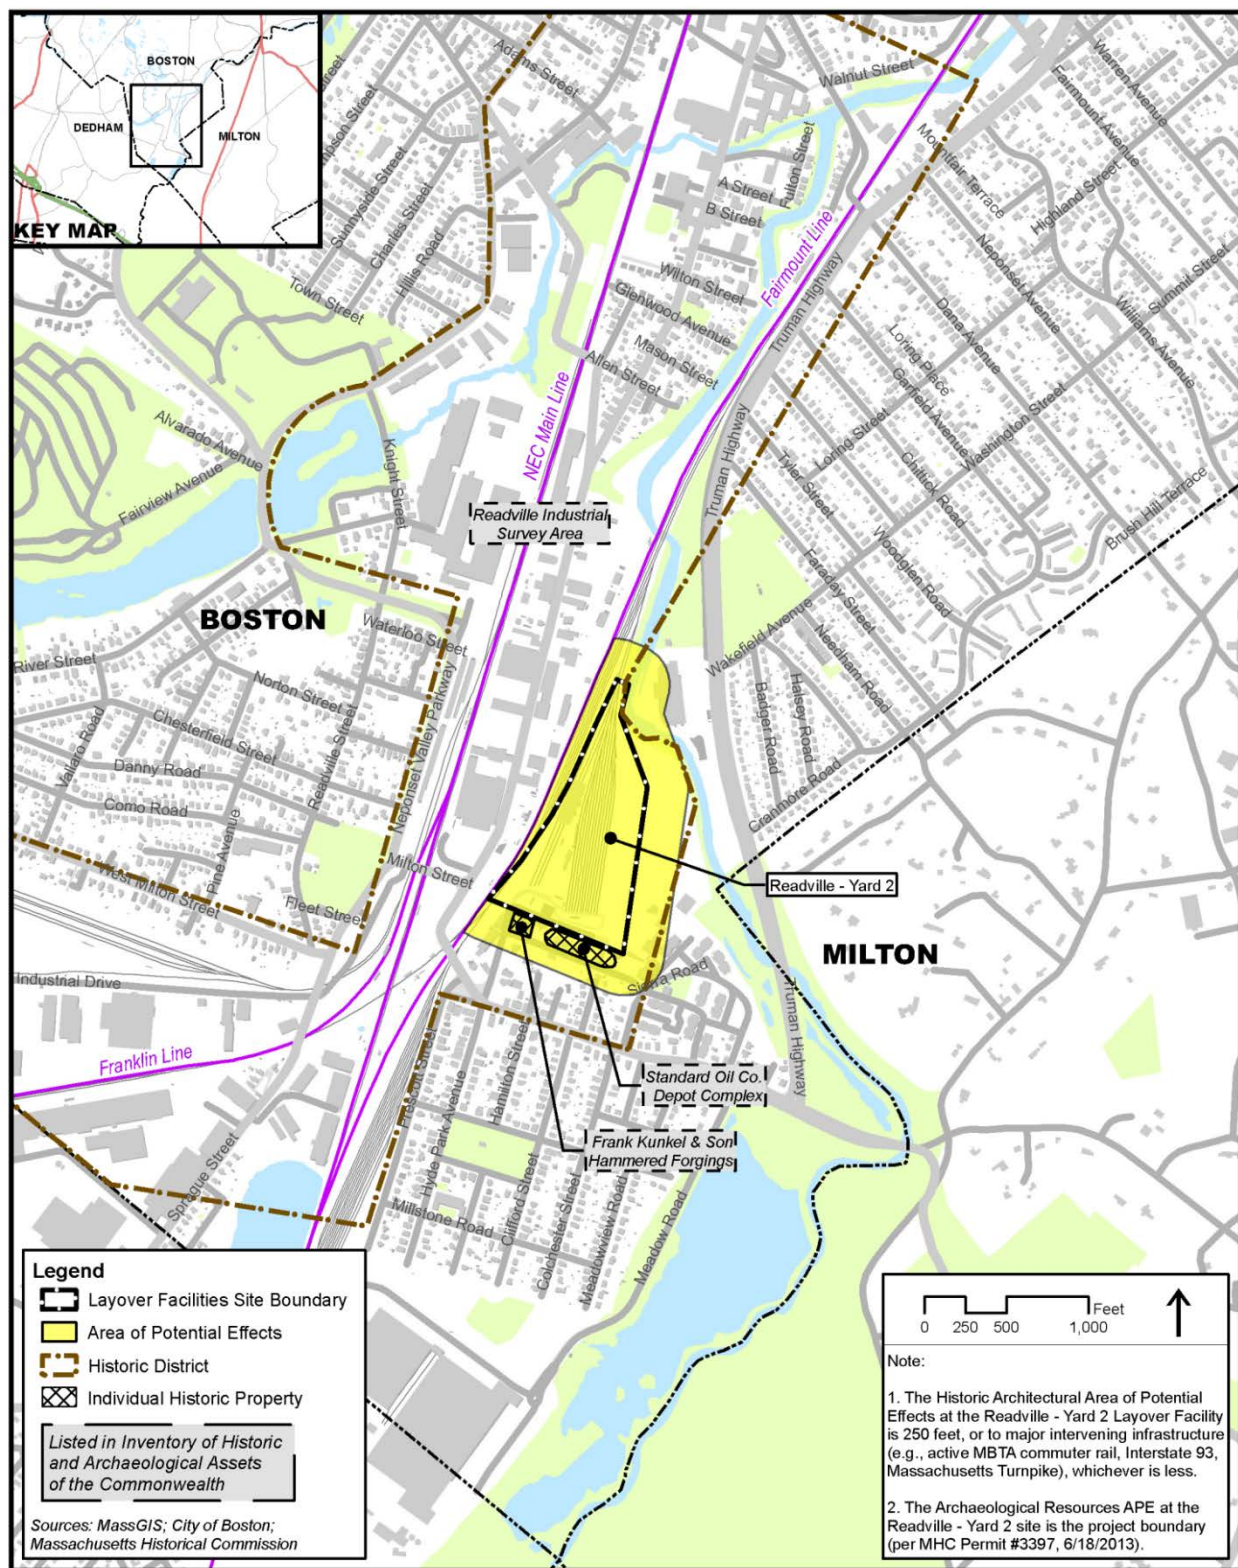 BOSTON
DEDHAM
MILTON
KEY MAP
Adams Street
Walnut Street
Warren Avenue
Fairmount Avenue
Street
Sunnyside Street
Charles Street
Hillis Road
Town Street
A Street
B Street
Fulton Street
Mountfair Terrace
Highland Street
Neponset Avenue
Summit Street
Williams Avenue
Wilton Street
Glenwood Avenue
Mason Street
Allen Street
NEC Main Line
Fairmount Line
Truman Highway
Dana Avenue
Loring Place
Garfield Avenue
Washington Street
Loring Street
Chittick Road
Tyler Street
Alvarado Avenue
Fairview Avenue
Knight Street
Truman Highway
Readville Industrial
Survey Area
Brush Hill Terrace
Woodglen Road
Faraday Street
Needham Road
Wakefield Avenue
Halsey Road
Badger Road
Cranmore Road
BOSTON
Waterloo Street
River Street
Norton Street
Chesterfield Street
Vallaro Road
Danny Road
Como Road
Readville Street
Neponset Valley Parkway
Pine Avenue
West Milton Street
Fleet Street
Milton Street
Readville - Yard 2
MILTON
Industrial Drive
Sierra Road
Truman Highway
Franklin Line
Prescott Street
Hamilton Street
Hyde Park Avenue
Standard Oil Co.
Depot Complex
Frank Kunkel & Son
Hammered Forgings
Sprague Street
Millstone Road
Clifford Street
Colchester Street
Meadowview Road
Meadow Road
Legend
Layover Facilities Site Boundary
Area of Potential Effects
Historic District
Individual Historic Property
Listed in Inventory of Historic
and Archaeological Assets
of the Commonwealth
Sources: MassGIS; City of Boston;
Massachusetts Historical Commission
Feet
0 250 500 1,000
Note:
1. The Historic Architectural Area of Potential
Effects at the Readville - Yard 2 Layover Facility
is 250 feet, or to major intervening infrastructure
(e.g., active MBTA commuter rail, Interstate 93,
Massachusetts Turnpike), whichever is less.
2. The Archaeological Resources APE at the
Readville - Yard 2 site is the project boundary
(per MHC Permit #3397, 6/18/2013).